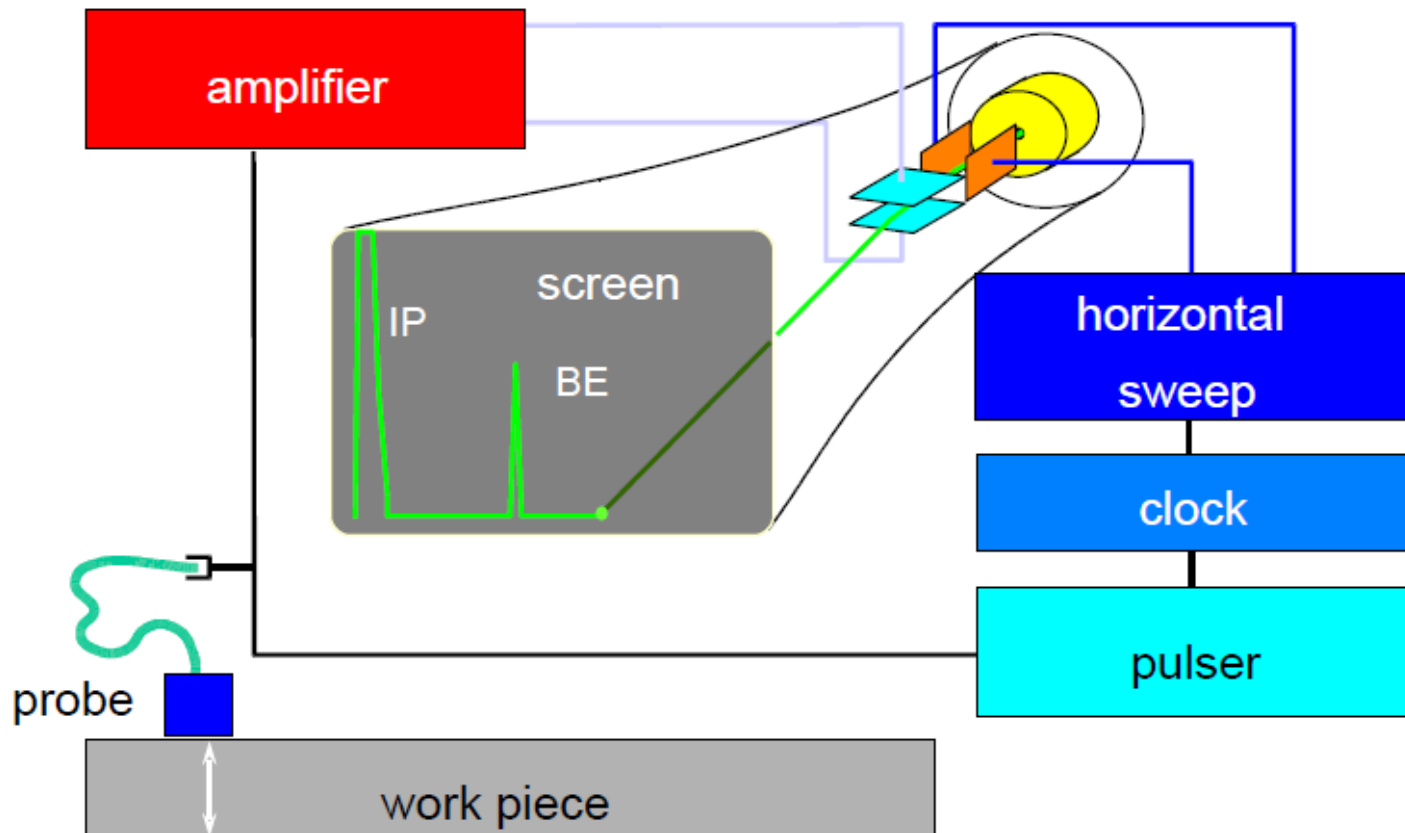 amplifier
screen
IP
BE
horizontal
sweep
clock
pulser
probe
work piece